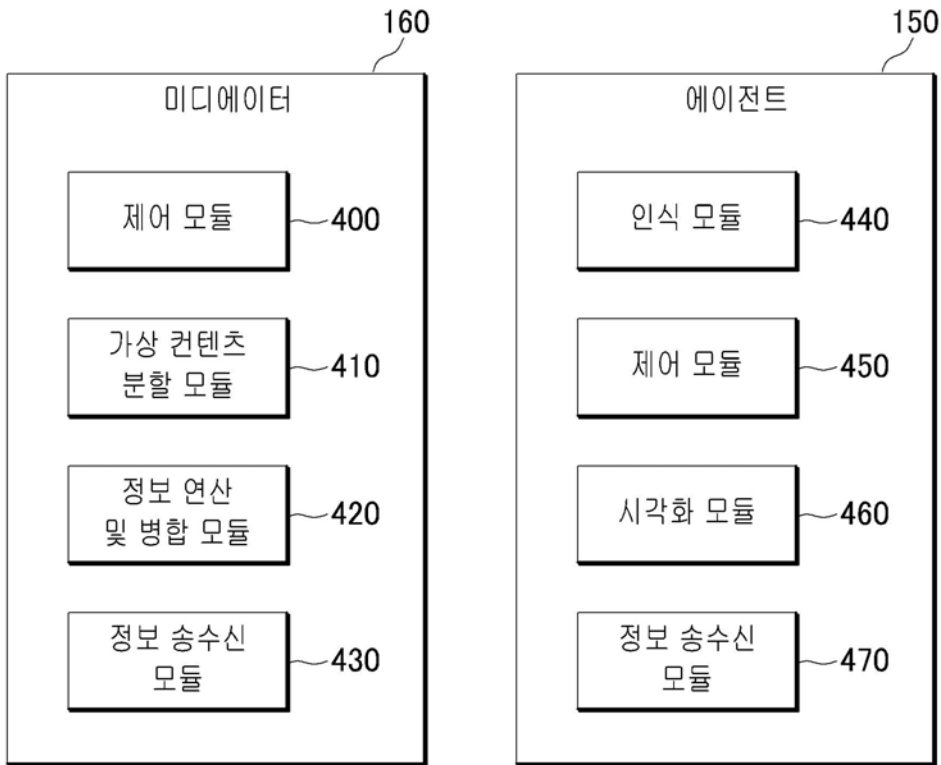 160
미디에이터
제어 모듈
400
가상 컨텐츠
분할 모듈
410
정보 연산
및 병합 모듈
420
정보 송수신
모듈
430
150
에이전트
인식 모듈
440
제어 모듈
450
시각화 모듈
460
정보 송수신
모듈
470